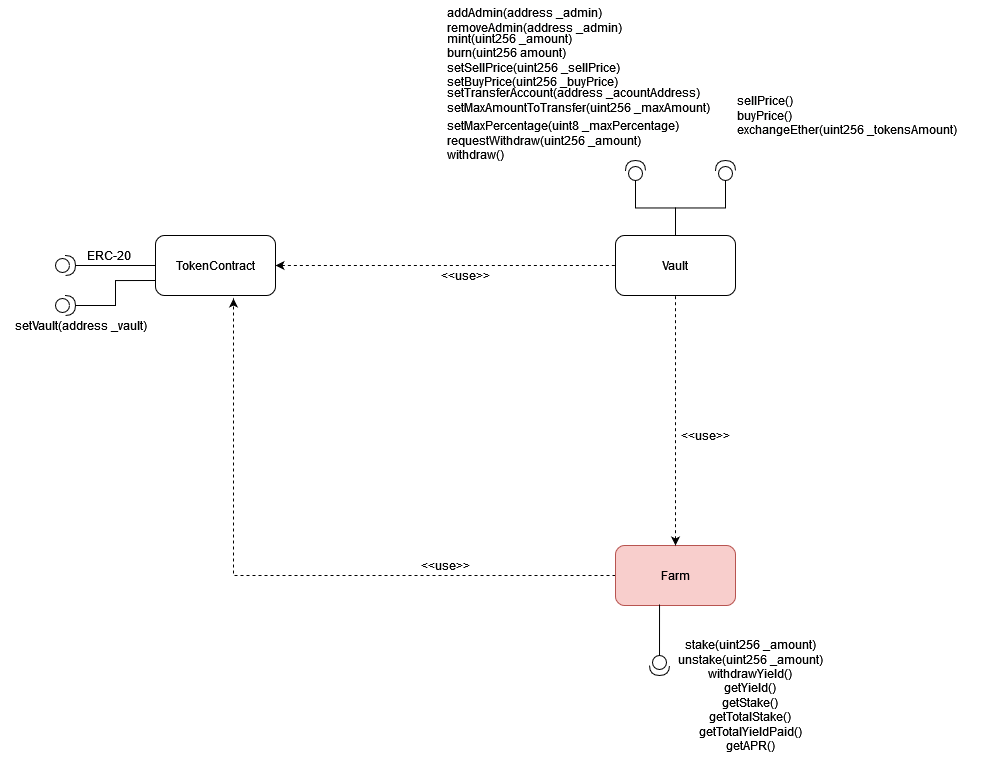 addAdmin(address _admin)
removeAdmin(address _admin)
mint(uint256 _amount)
burn(uint256 amount)
setSellPrice(uint256 _sellPrice)
setBuyPrice(uint256 _buyPrice)
setTransferAccount(address _acountAddress)
setMaxAmountToTransfer(uint256 _maxAmount)
setMaxPercentage(uint8 _maxPercentage)
requestWithdraw(uint256 _amount)
withdraw()
sellPrice()
buyPrice()
exchangeEther(uint256 _tokensAmount)
ERC-20
TokenContract
setVault(address _vault)
<<use>>
Vault
<<use>>
<<use>>
Farm
stake(uint256 _amount)
unstake(uint256 _amount)
withdrawYield()
getYield()
getStake()
getTotalStake()
getTotalYieldPaid()
getAPR()